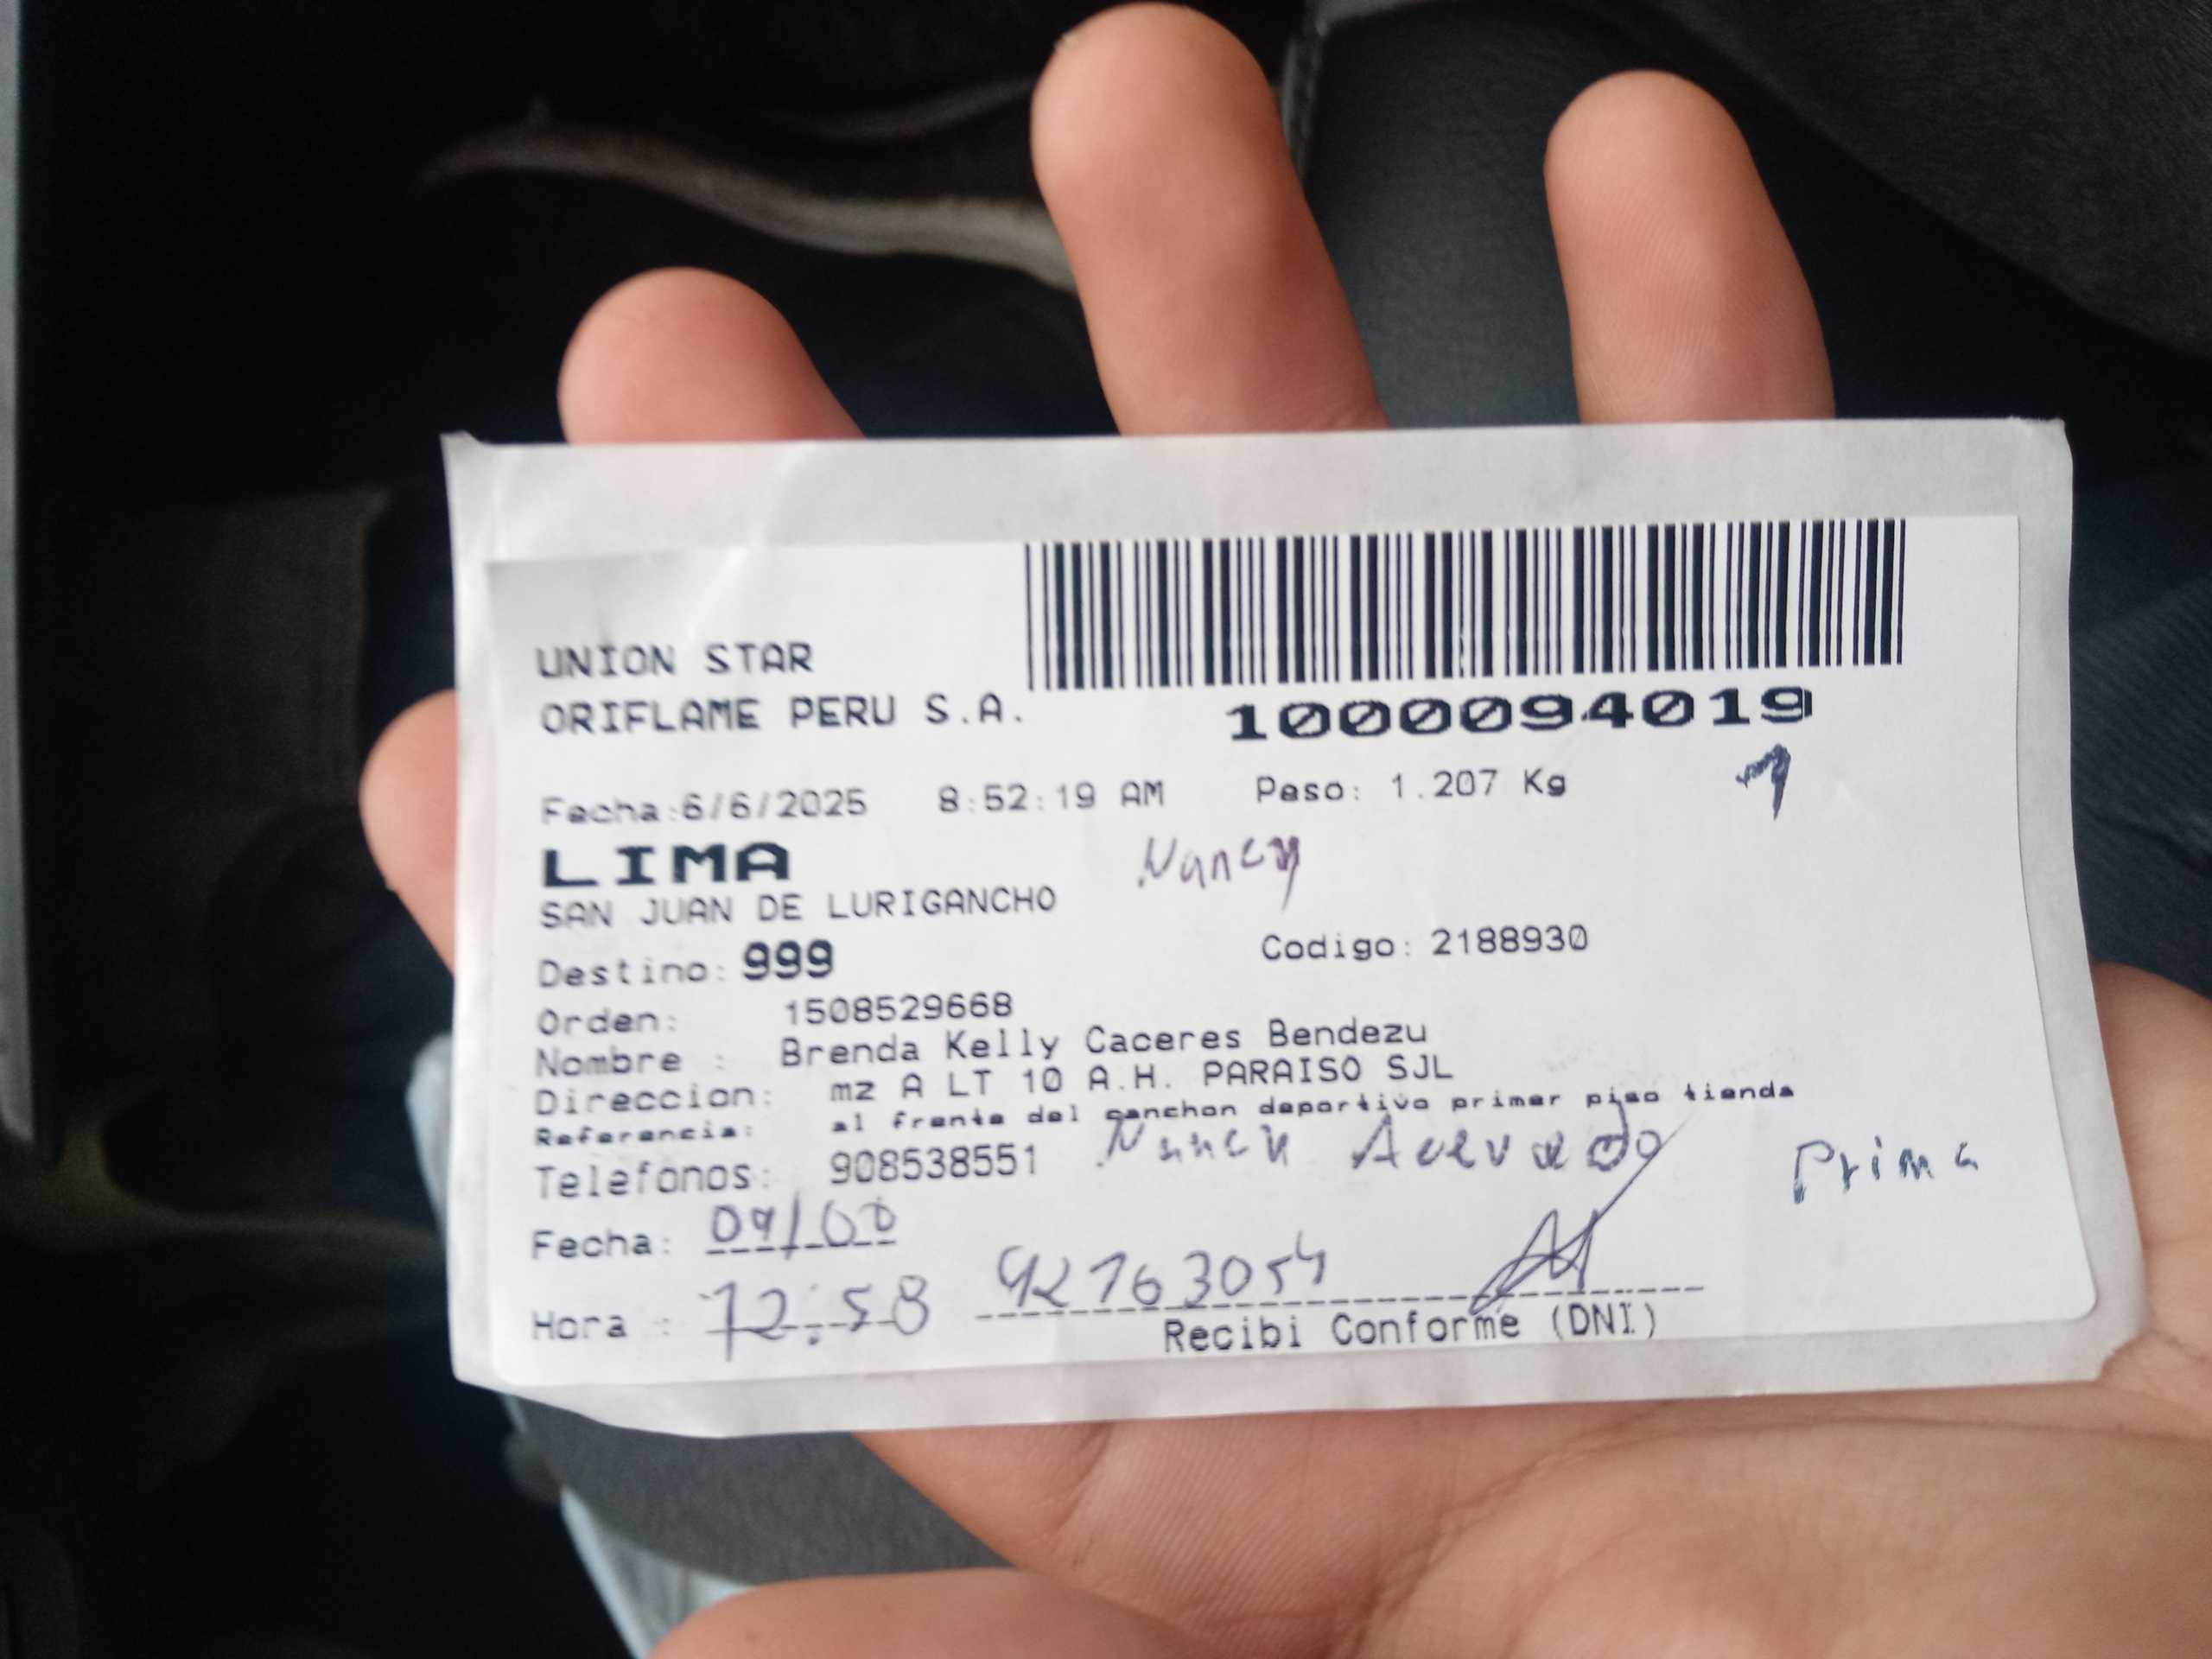 UNION STAR
ORIFLAME PERU S.A.
1000094019
1
Fecha:6/6/2025 8:52:19 AM Peso: 1.207 Kg
LIMA
Nancy
SAN JUAN DE LURIGANCHO
Destino: 999 Codigo: 2188930
Orden: 1508529668
Nombre : Brenda Kelly Caceres Bendezu
Direccion: mz A LT 10 A.H. PARAISO SJL
Referencia: al frente del canchon deportivo primer piso tienda
Telefonos: 908538551 Nancy Acevedo Prima
Fecha: 09/
Hora : 12:58 42763054
Recibi Conforme (DNI)